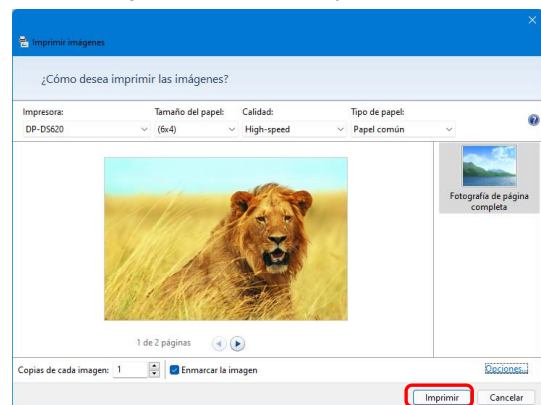 Imprimir imágenes
¿Cómo desea imprimir las imágenes?
Impresora: Tamaño del papel: Calidad: Tipo de papel:
DP-DS620 (6x4) High-speed Papel común
Fotografía de página
completa
1 de 2 páginas
Copias de cada imagen: 1 Enmarcar la imagen Opciones...
Imprimir Cancelar